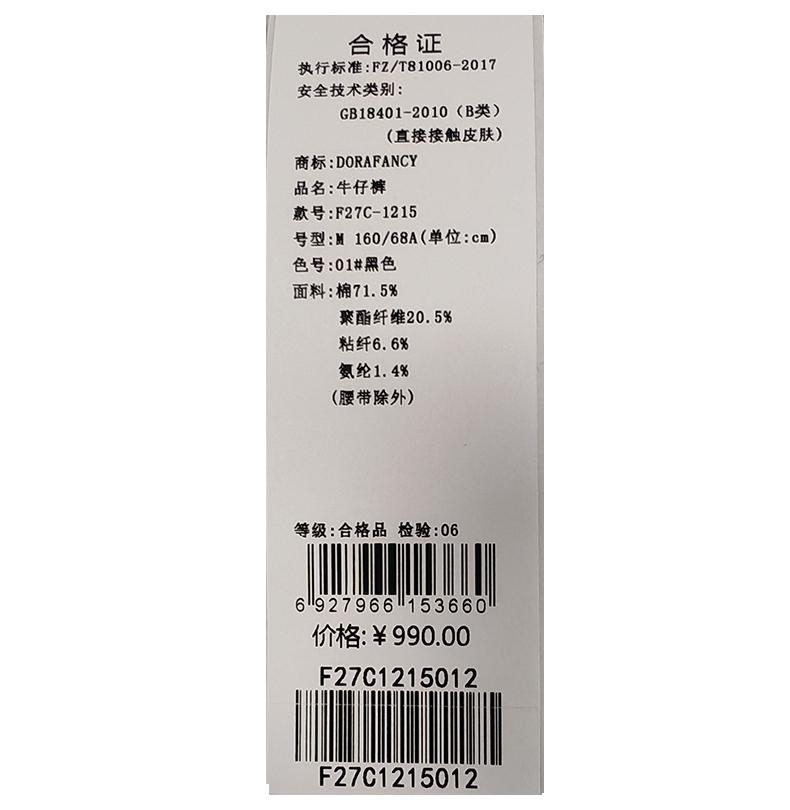 合格证
执行标准:FZ/T81006-2017
安全技术类别:
GB18401-2010（B类）
(直接接触皮肤)
商标:DORAFANCY
品名:牛仔裤
款号:F27C-1215
号型:M 160/68A(单位:cm)
色号:01#黑色
面料:棉71.5%
聚酯纤维20.5%
粘纤6.6%
氨纶1.4%
(腰带除外)
等级:合格品 检验:06
6 927966 153660
价格:￥990.00
F27C1215012
F27C1215012